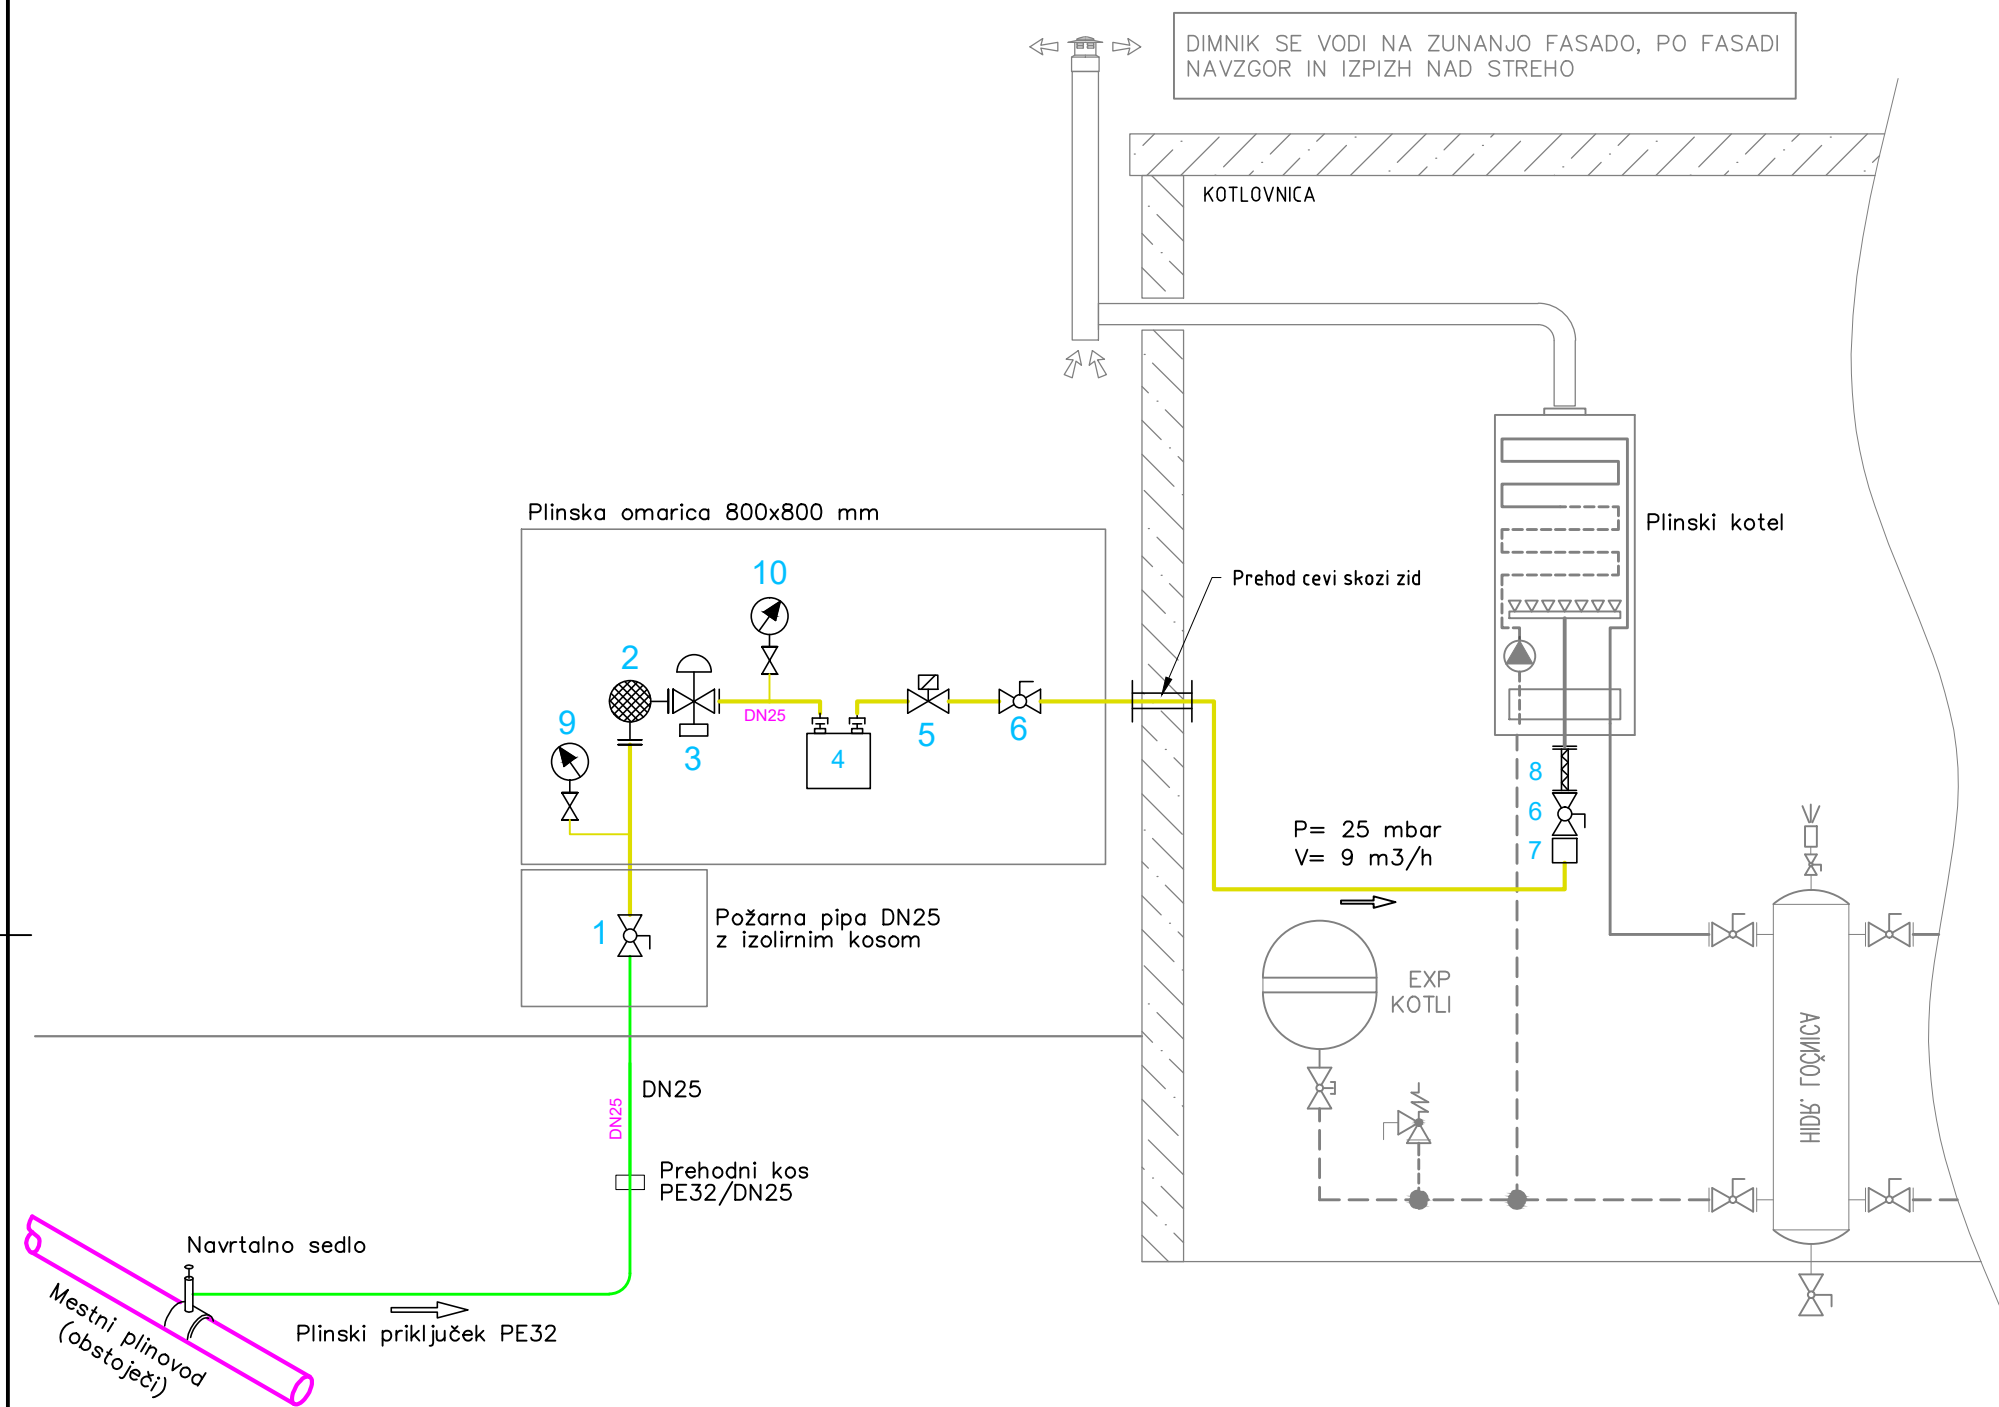 DIMNIK SE VODI NA ZUNANJO FASADO, PO FASADI
NAVZGOR IN IZPIZH NAD STREHO
KOTLOVNICA
Plinska omarica 800x800 mm
Plinski kotel
10
Prehod cevi skozi zid
2
9
DN25
3
4
5
6
8
6
7
P= 25 mbar
V= 9 m3/h
1
Požarna pipa DN25
z izolirnim kosom
EXP
KOTLI
HIDR. LOČNICA
DN25
DN25
Prehodni kos
PE32/DN25
Navrtalno sedlo
Plinski priključek PE32
Mestni plinovod
(obstoječi)